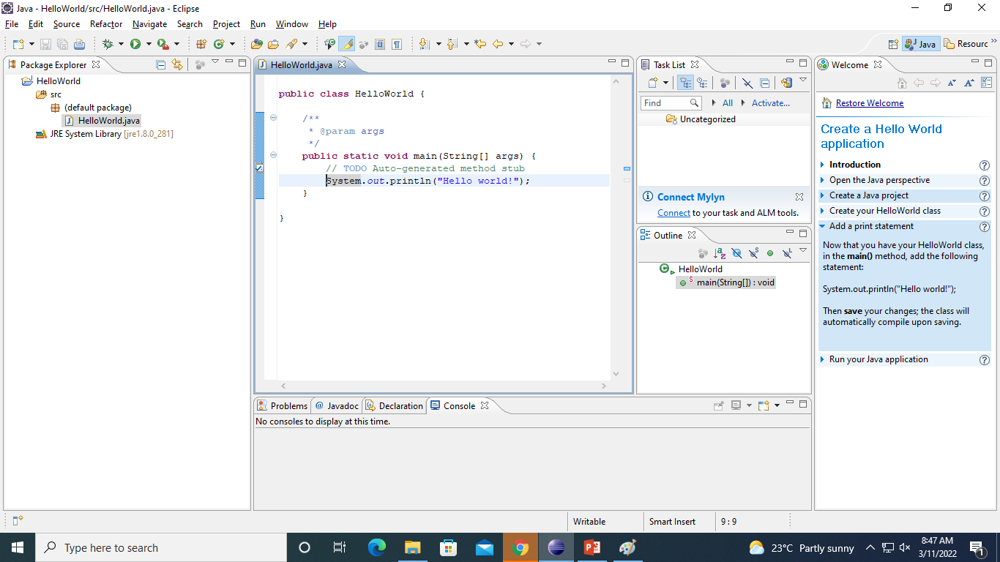 Java - HelloWorld/src/HelloWorld.java - Eclipse
File Edit Source Refactor Navigate Search Project Run Window Help
Java Resourc
Package Explorer
HelloWorld
src
(default package)
HelloWorld.java
JRE System Library [jre1.8.0_281]
HelloWorld.java
public class HelloWorld {
/**
* @param args
*/
public static void main(String[] args) {
// TODO Auto-generated method stub
System.out.println("Hello world!");
}
}
Task List
Find All Activate...
Uncategorized
Connect Mylyn
Connect to your task and ALM tools.
Outline
HelloWorld
main(String[]) : void
Welcome
Restore Welcome
Create a Hello World
application
Introduction
Open the Java perspective
Create a Java project
Create your HelloWorld class
Add a print statement
Now that you have your HelloWorld class,
in the main() method, add the following
statement:
System.out.println("Hello world!");
Then save your changes; the class will
automatically compile upon saving.
Run your Java application
Problems @ Javadoc Declaration Console
No consoles to display at this time.
Writable Smart Insert 9 : 9
Type here to search
23°C Partly sunny
8:47 AM
3/11/2022
1